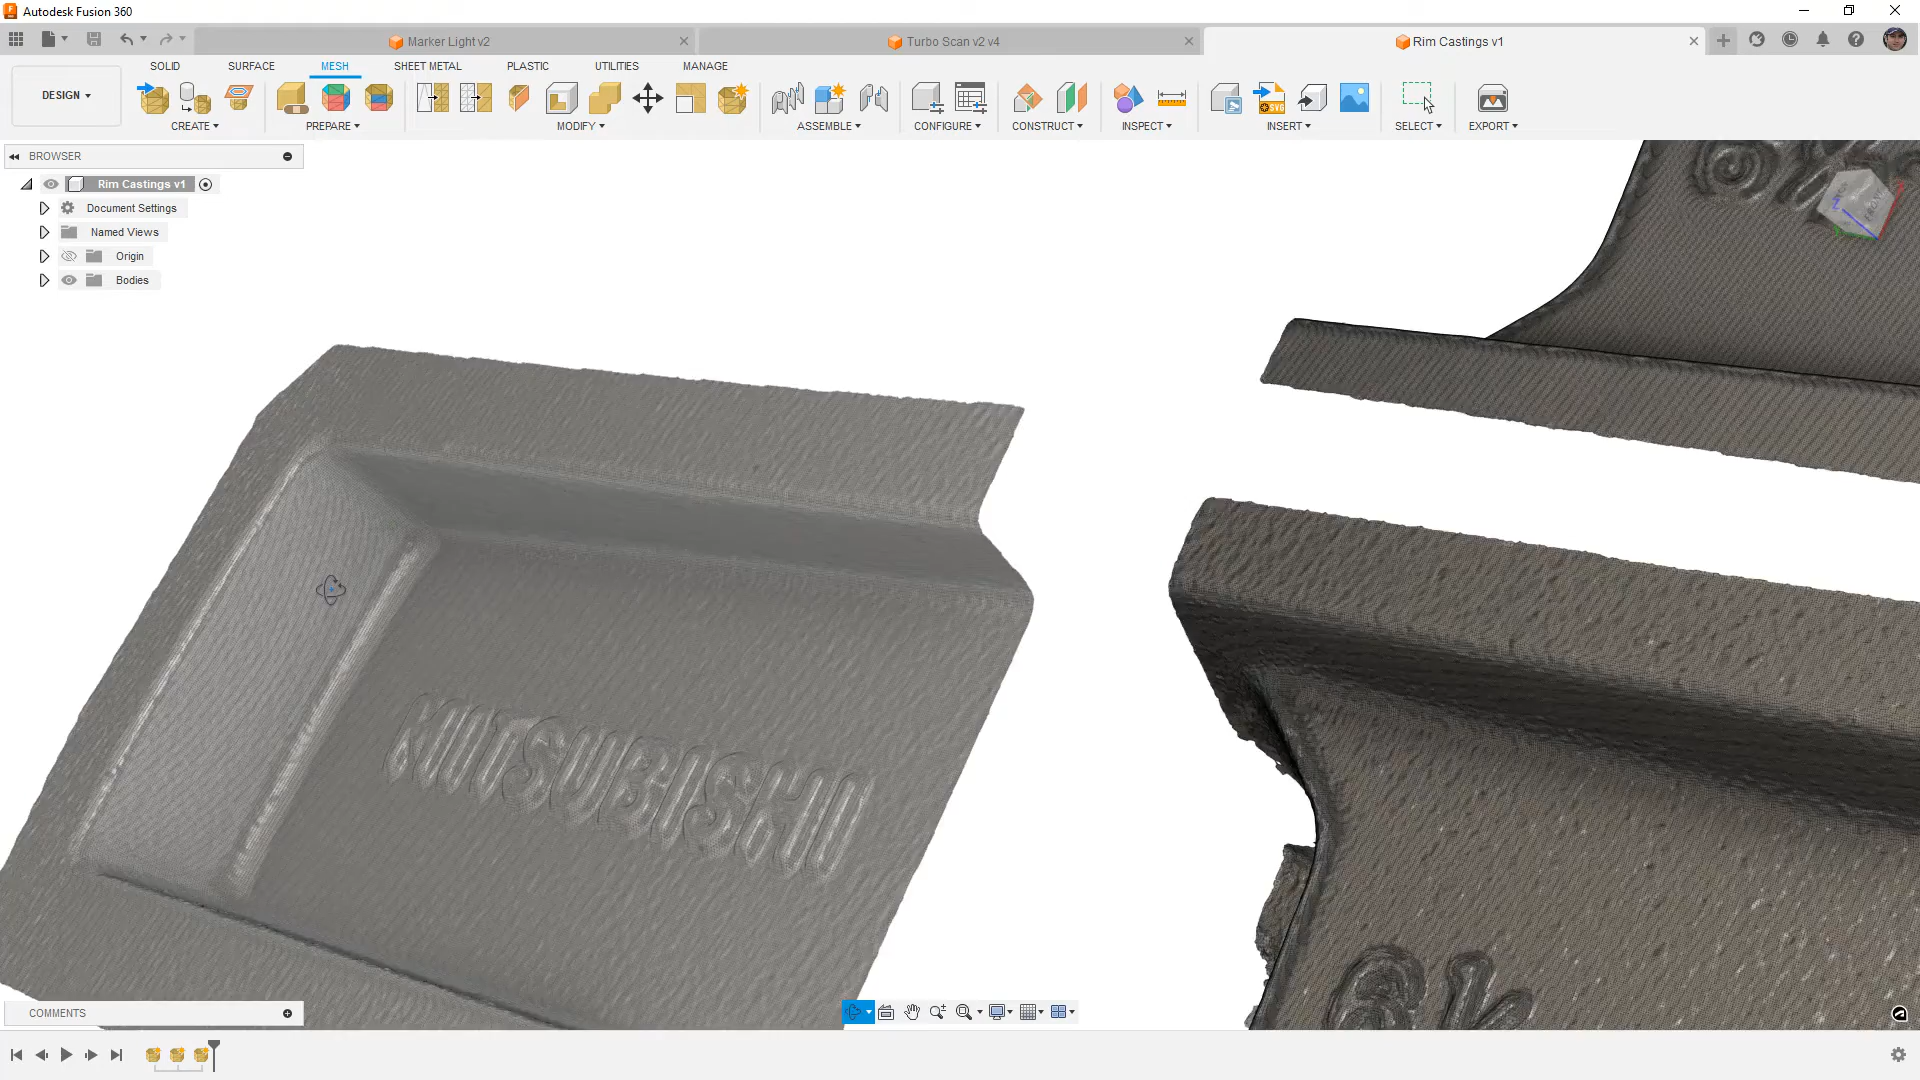 Autodesk Fusion 360
Marker Light v2
Turbo Scan v2 v4
Rim Castings v1
SOLID
SURFACE
MESH
SHEET METAL
PLASTIC
UTILITIES
MANAGE
DESIGN
SVG
CREATE
PREPARE
MODIFY
ASSEMBLE
CONFIGURE
CONSTRUCT
INSPECT
INSERT
SELECT
EXPORT
BROWSER
Rim Castings v1
Document Settings
Named Views
Origin
Bodies
MITSUBISHI
COMMENTS